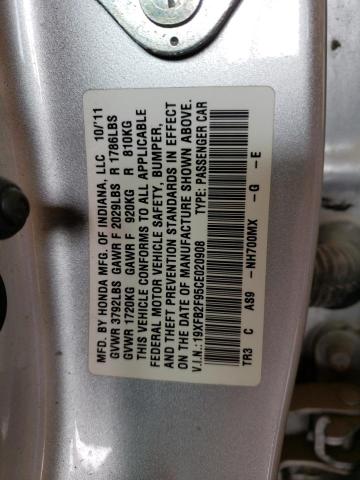 MFD. BY HONDA MFG. OF INDIANA, LLC 10/'11
GVWR 3792LBS GAWR F 2029LBS R 1786LBS
GVWR 1720KG GAWR F 920KG R 810KG
THIS VEHICLE CONFORMS TO ALL APPLICABLE
FEDERAL MOTOR VEHICLE SAFETY, BUMPER,
AND THEFT PREVENTION STANDARDS IN EFFECT
ON THE DATE OF MANUFACTURE SHOWN ABOVE.
V.I.N.: 19XFB2F95CE020908 TYPE: PASSENGER CAR
TR3 C A89 -NH700MX -G -E